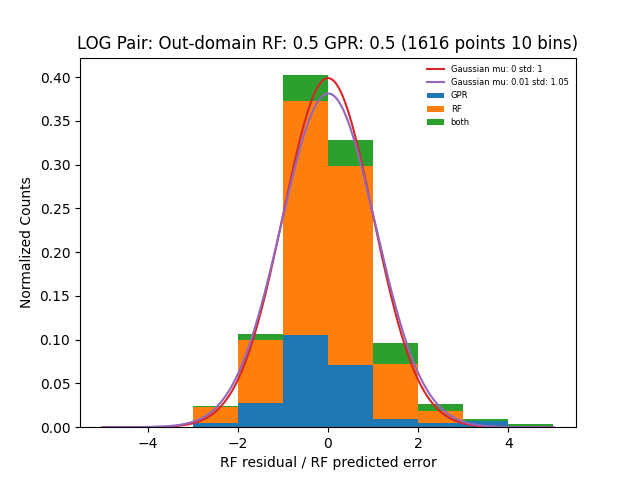 LOG Pair: Out-domain RF: 0.5 GPR: 0.5 (1616 points 10 bins)
Gaussian mu: 0 std: 1
Gaussian mu: 0.01 std: 1.05
GPR
RF
both
Normalized Counts
0.40
0.35
0.30
0.25
0.20
0.15
0.10
0.05
0.00
−4 −2 0 2 4
RF residual / RF predicted error